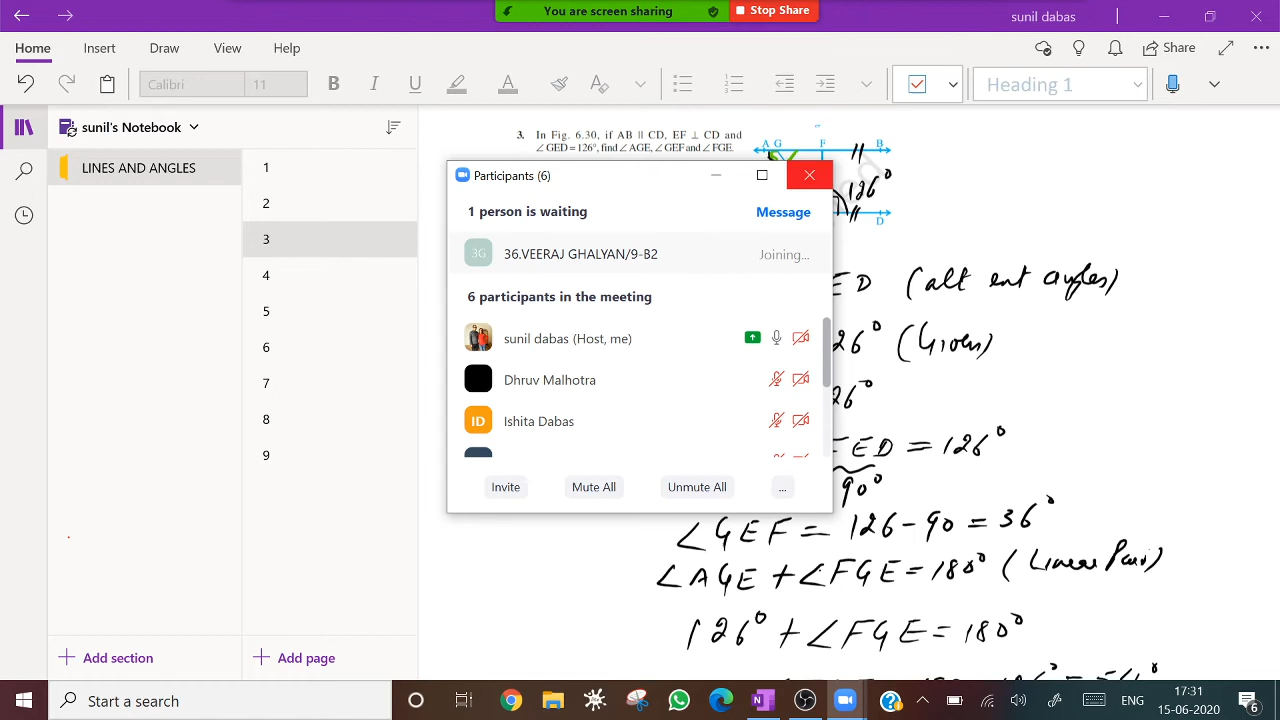 You are screen sharing
Stop Share
sunil dabas
Home Insert Draw View Help
Share
Calibri 11 B I U A Heading 1
sunil's Notebook
LINES AND ANGLES
1
2
3
4
5
6
7
8
9
Add section
Add page
3. In Fig. 6.30, if AB || CD, EF ⊥ CD and
∠GED = 126°, find ∠AGE, ∠GEF and ∠FGE.
A G F B
126°
D
Participants (6)
1 person is waiting Message
3G 36.VEERAJ GHALYAN/9-B2 Joining...
6 participants in the meeting
sunil dabas (Host, me)
Dhruv Malhotra
ID Ishita Dabas
Invite Mute All Unmute All ...
ED (alt int angles)
26° (Given)
26°
FED = 126°
90°
∠GEF = 126 - 90 = 36°
∠AGE + ∠FGE = 180° (Linear Pair)
126° + ∠FGE = 180°
Start a search
ENG
17:31
15-06-2020
6